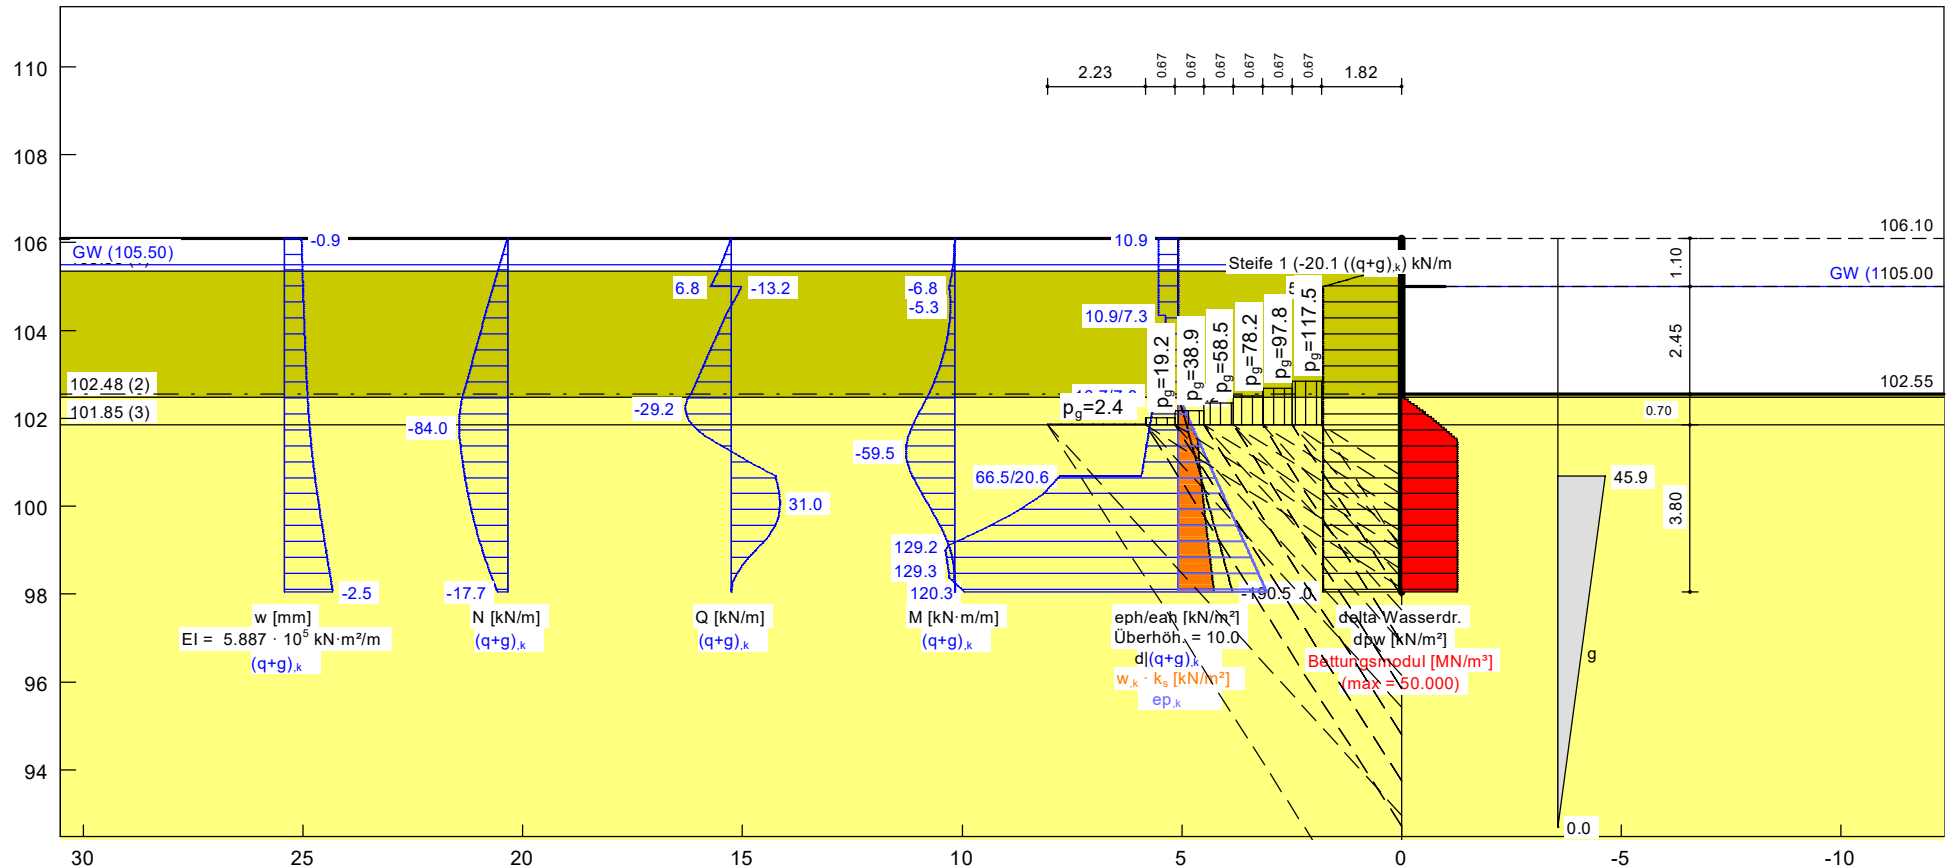 110
108
106
104
102
100
98
96
94
30
25
20
15
10
5
0
-5
-10
2.23
0.67
0.67
0.67
0.67
0.67
0.67
1.82
106.10
GW (105.50)
-0.9
10.9
Steife 1 (-20.1 ((q+g),k) kN/m
1.10
105.00
6.8
-13.2
-6.8
-5.3
10.9/7.3
2.45
pg=19.2
pg=38.9
pg=58.5
pg=78.2
pg=97.8
pg=117.5
102.48 (2)
102.55
101.85 (3)
-29.2
-84.0
pg=2.4
0.70
-59.5
66.5/20.6
45.9
31.0
3.80
129.2
129.3
120.3
-2.5
-17.7
-190.5
w [mm]
EI = 5.887 · 10⁵ kN·m²/m
(q+g),k
N [kN/m]
(q+g),k
Q [kN/m]
(q+g),k
M [kN·m/m]
(q+g),k
eph/eah [kN/m²]
Überhöh. = 10.0
d|(q+g),k
w,k · ks [kN/m²]
ep,k
delta Wasserdr.
dpw [kN/m²]
Bettungsmodul [MN/m³]
(max = 50.000)
g
0.0